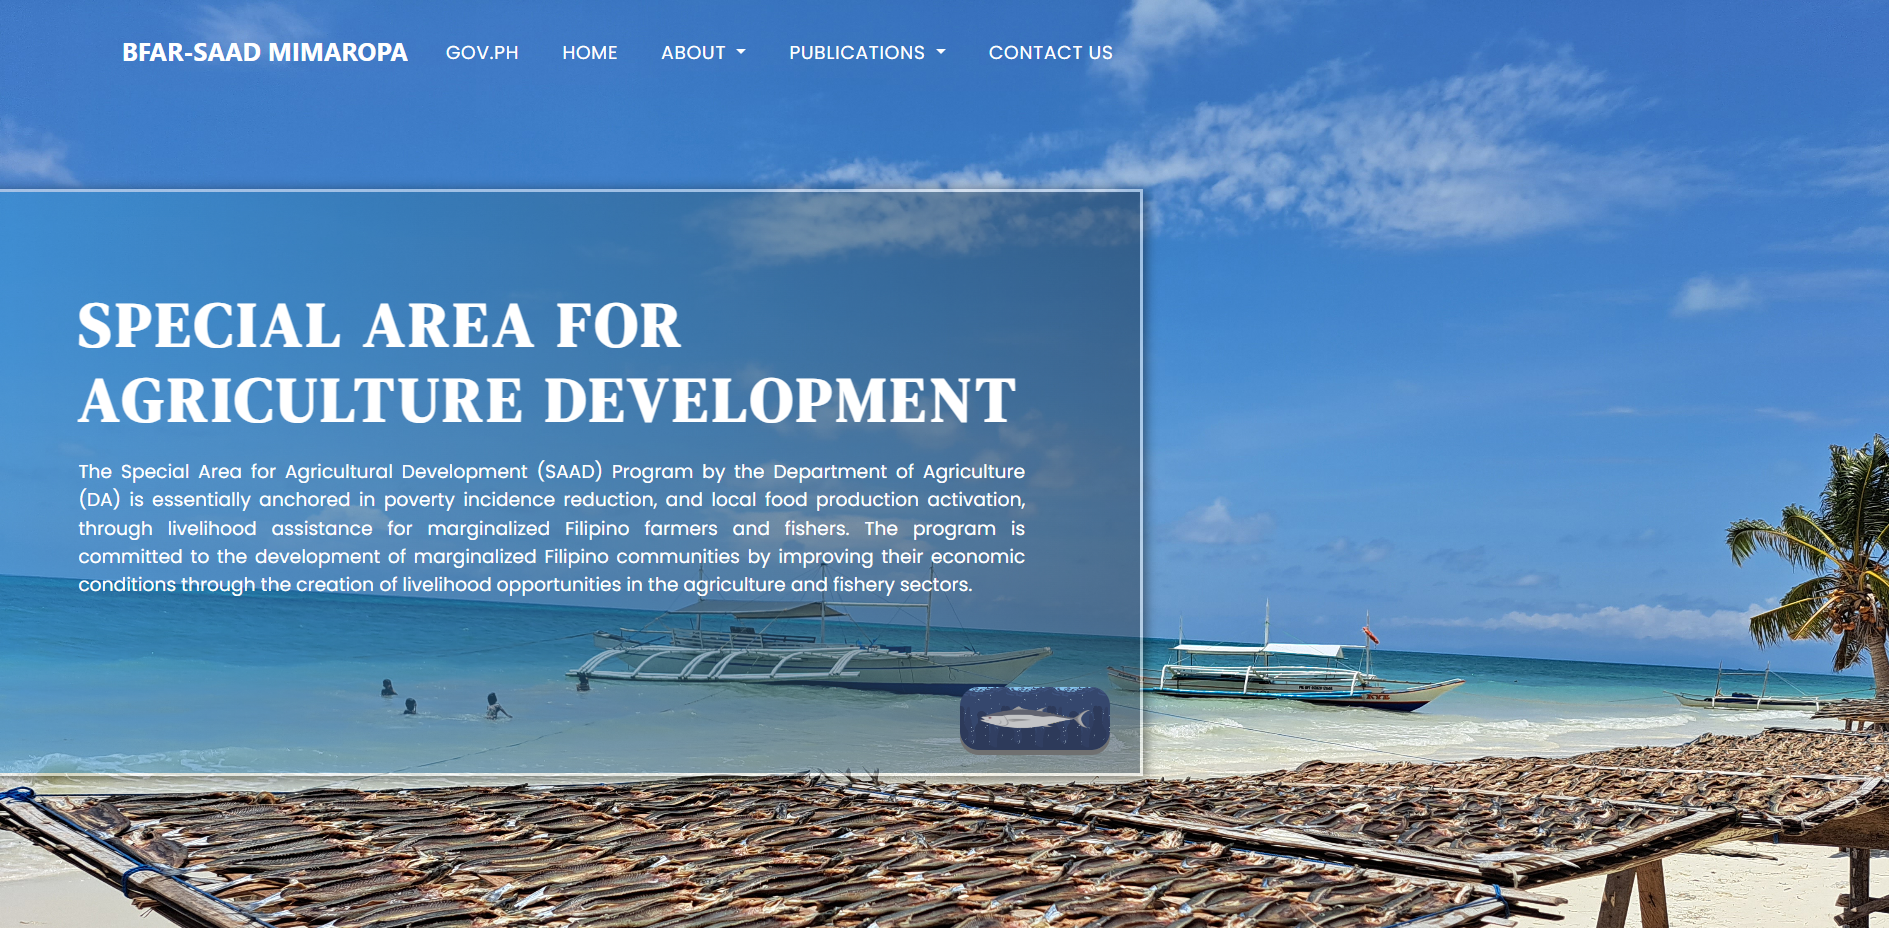 BFAR-SAAD MIMAROPA GOV.PH HOME ABOUT PUBLICATIONS CONTACT US
SPECIAL AREA FOR
AGRICULTURE DEVELOPMENT
The Special Area for Agricultural Development (SAAD) Program by the Department of Agriculture
(DA) is essentially anchored in poverty incidence reduction, and local food production activation,
through livelihood assistance for marginalized Filipino farmers and fishers. The program is
committed to the development of marginalized Filipino communities by improving their economic
conditions through the creation of livelihood opportunities in the agriculture and fishery sectors.